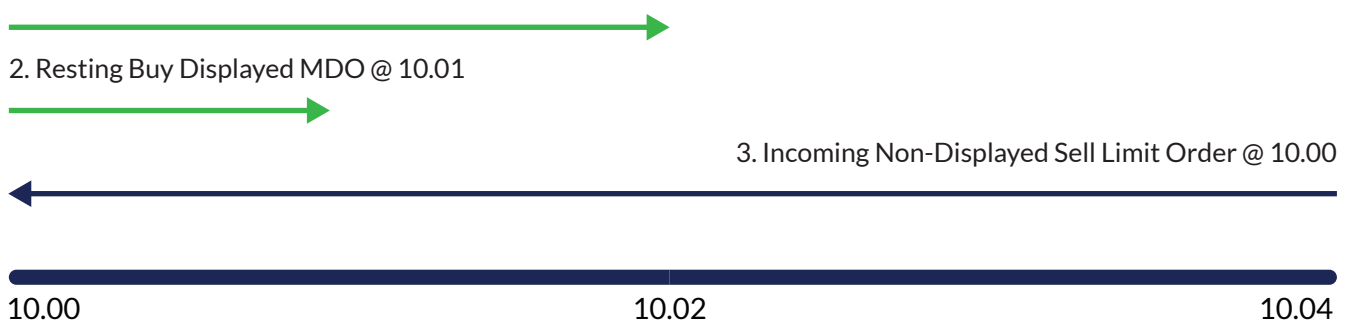 2. Resting Buy Displayed MDO @ 10.01
3. Incoming Non-Displayed Sell Limit Order @ 10.00
10.00 10.02 10.04